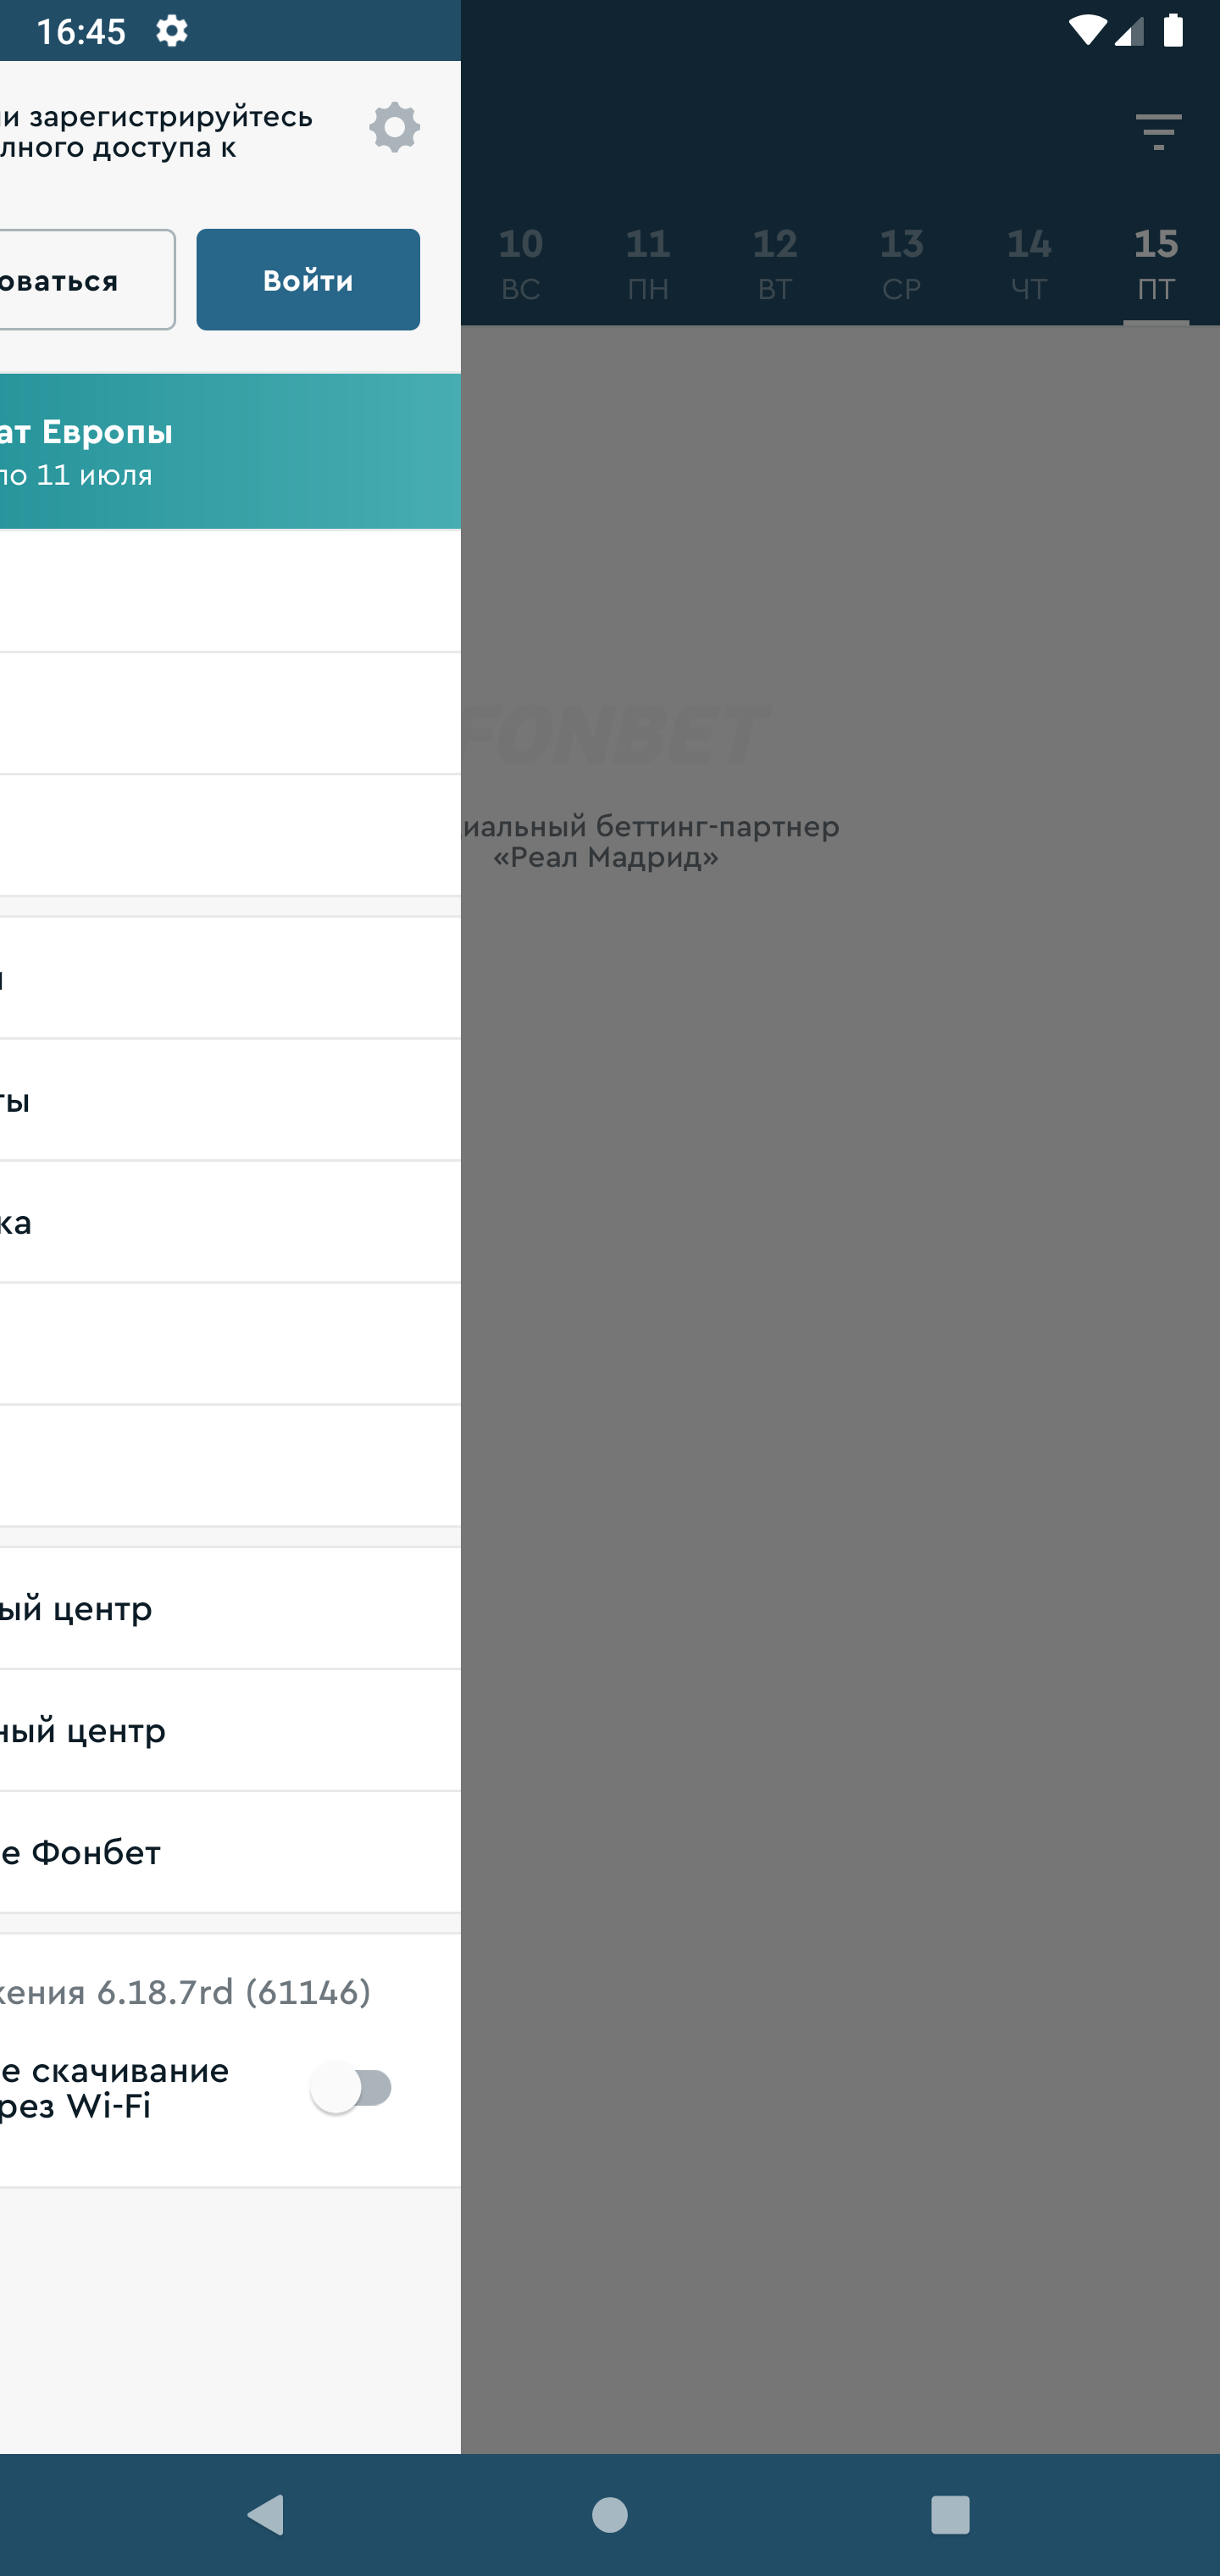 16:45
и зарегистрируйтесь
лного доступа к
оваться
Войти
10
11
12
13
14
15
ВС
ПН
ВТ
СР
ЧТ
ПТ
ат Европы
по 11 июля
FONBET
иальный беттинг-партнер
«Реал Мадрид»
ты
ка
ый центр
ный центр
е Фонбет
жения 6.18.7rd (61146)
е скачивание
рез Wi-Fi